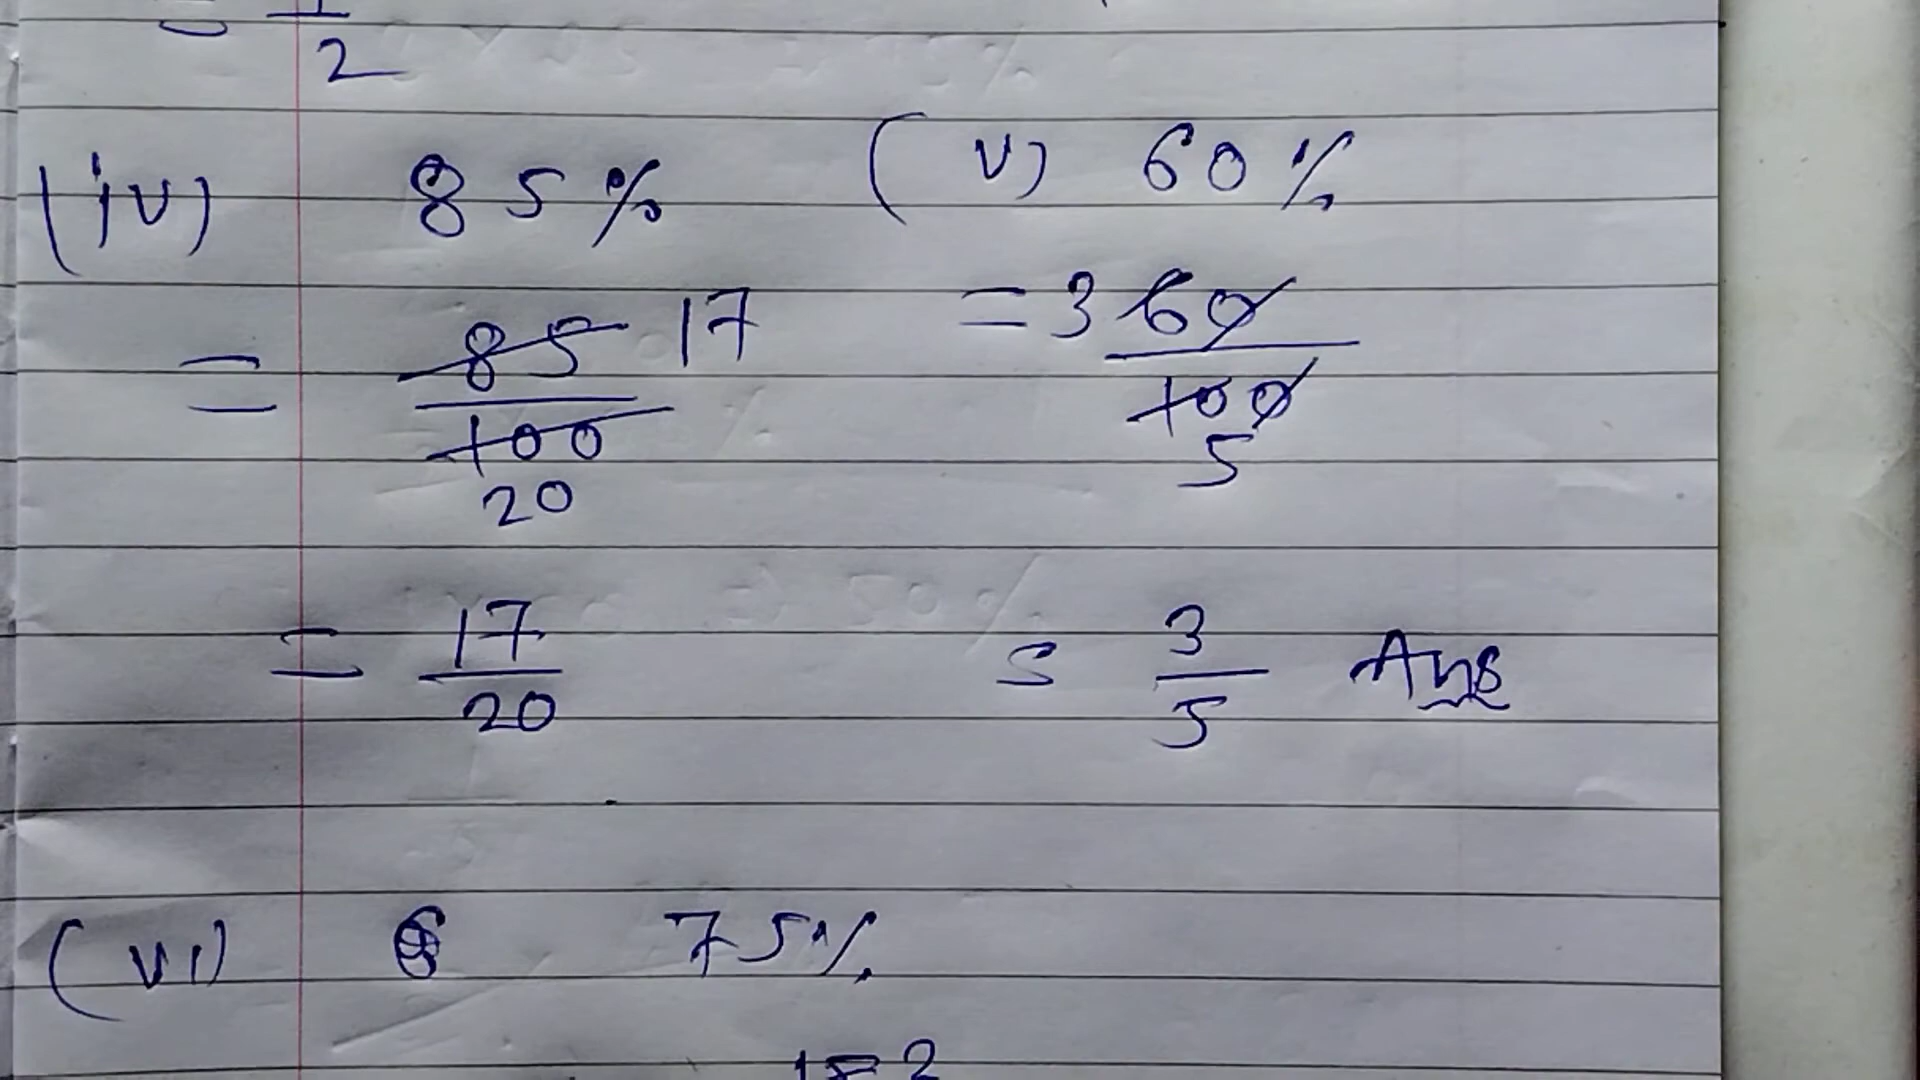 = 1/2
(iv) 85%
= 85/100 17
20
= 17/20
(v) 60%
= 3 60/100
5
= 3/5 Ans
(vi) 75%